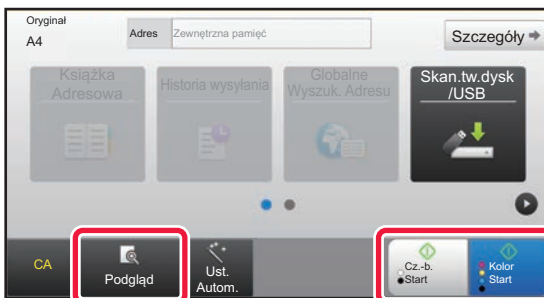 Oryginał
A4
Adres
Zewnętrzna pamięć
Szczegóły
Książka
Adresowa
Historia wysyłania
Globalne
Wyszuk. Adresu
Skan.tw.dysk
/USB
CA
Podgląd
Ust.
Autom.
Cz.-b.
Start
Kolor
Start